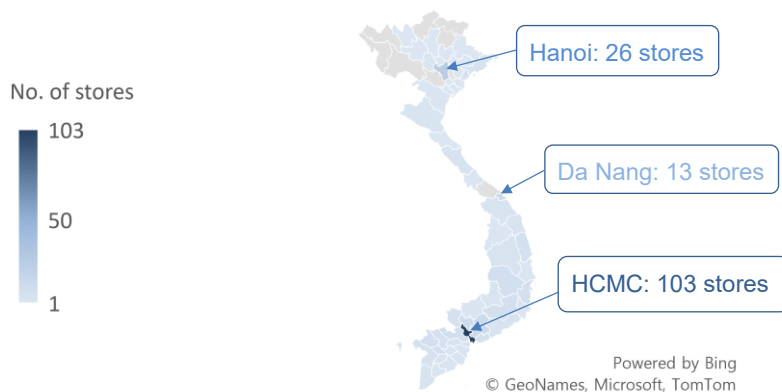 Hanoi: 26 stores
No. of stores
103
50
1
Da Nang: 13 stores
HCMC: 103 stores
Powered by Bing
© GeoNames, Microsoft, TomTom